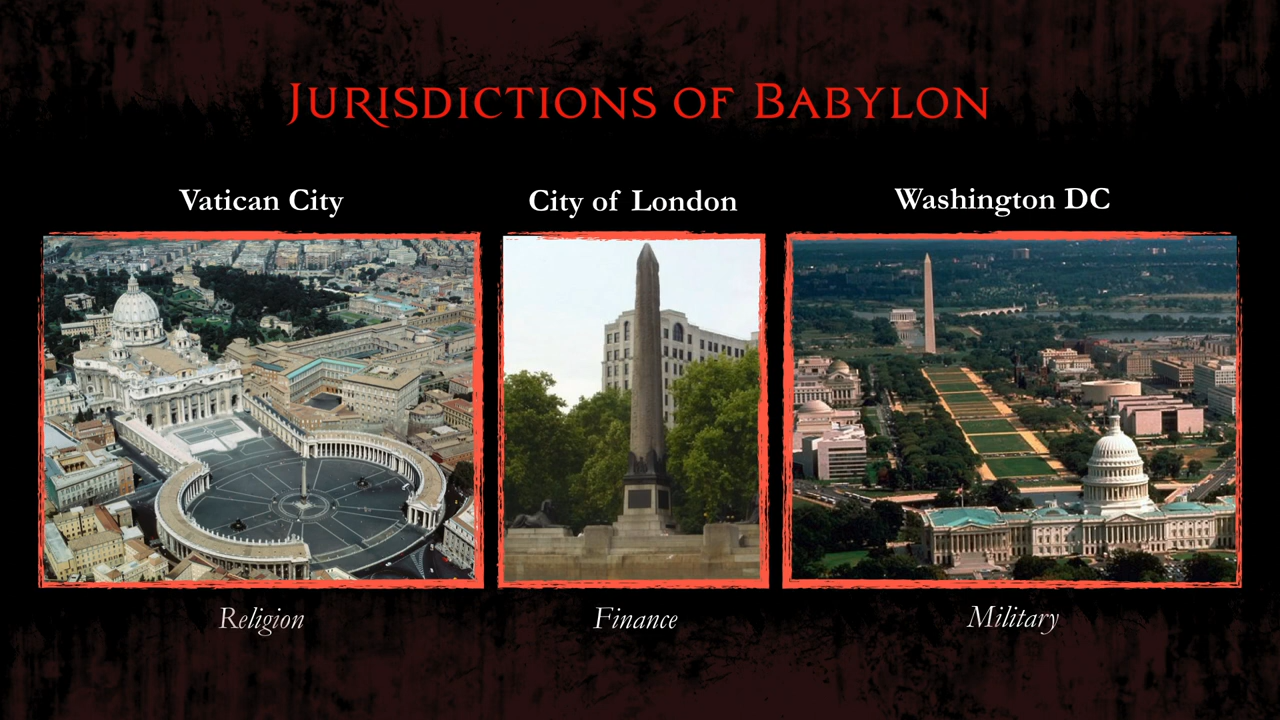 Jurisdictions of Babylon
Vatican City
City of London
Washington DC
Religion
Finance
Military